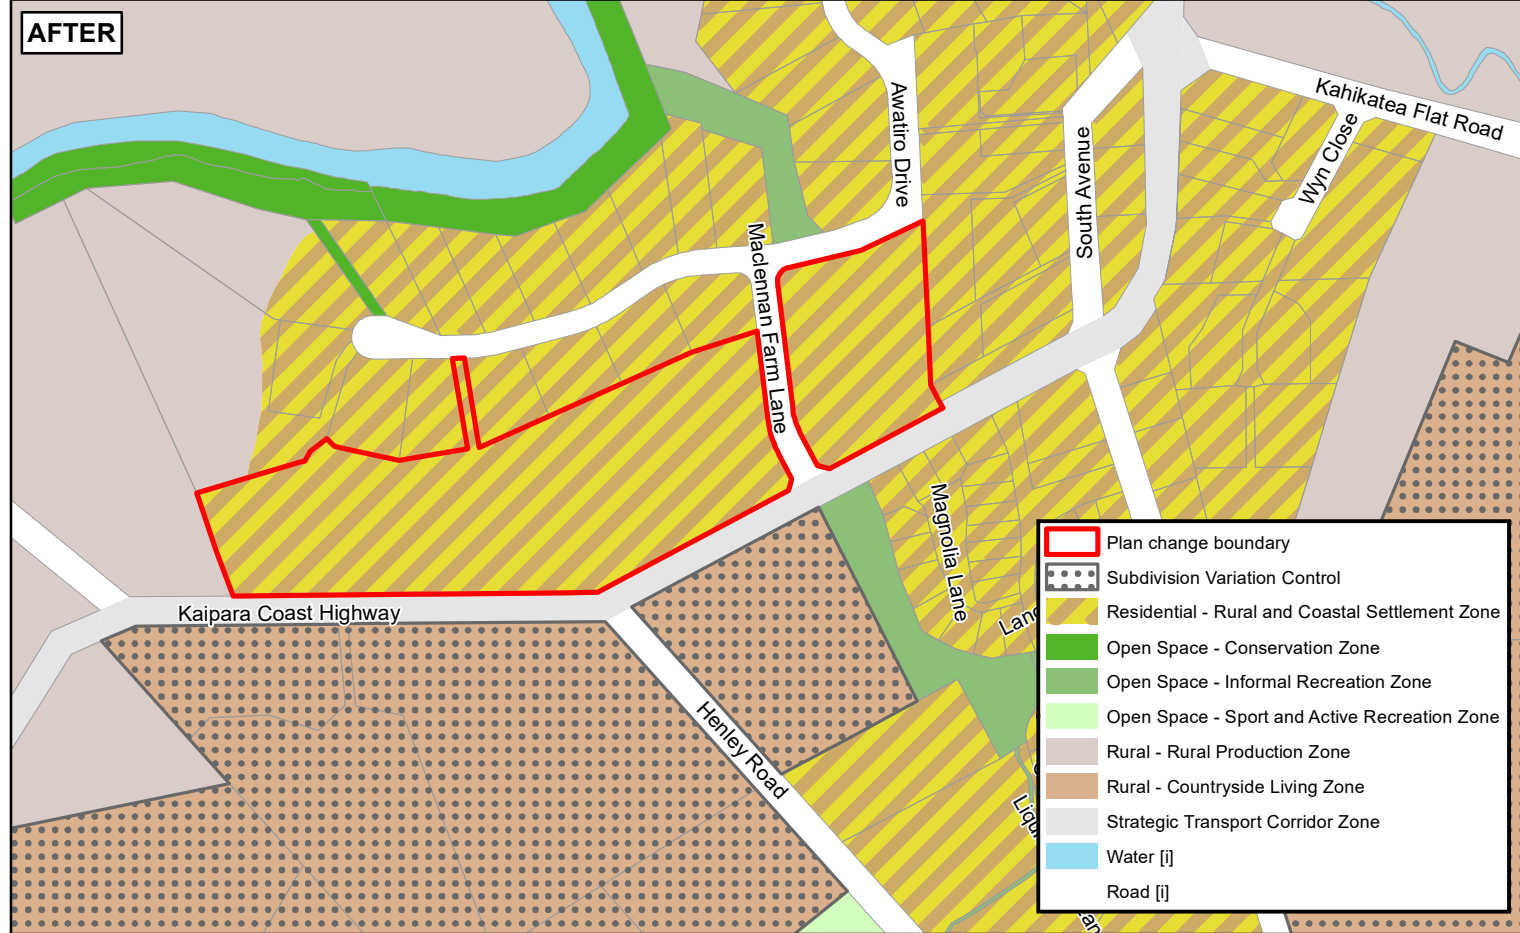 AFTER
Kahikatea Flat Road
Awatiro Drive
Wyn Close
South Avenue
Maclennan Farm Lane
Magnolia Lane
Kaipara Coast Highway
Henley Road
Plan change boundary
Subdivision Variation Control
Residential - Rural and Coastal Settlement Zone
Open Space - Conservation Zone
Open Space - Informal Recreation Zone
Open Space - Sport and Active Recreation Zone
Rural - Rural Production Zone
Rural - Countryside Living Zone
Strategic Transport Corridor Zone
Water [i]
Road [i]